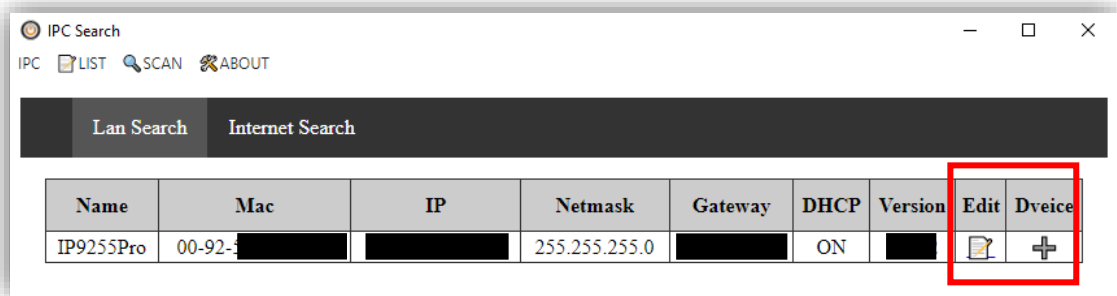 IPC Search
IPC LIST SCAN ABOUT
Lan Search Internet Search
Name Mac IP Netmask Gateway DHCP Version Edit Dveice
IP9255Pro 00-92- 255.255.255.0 ON